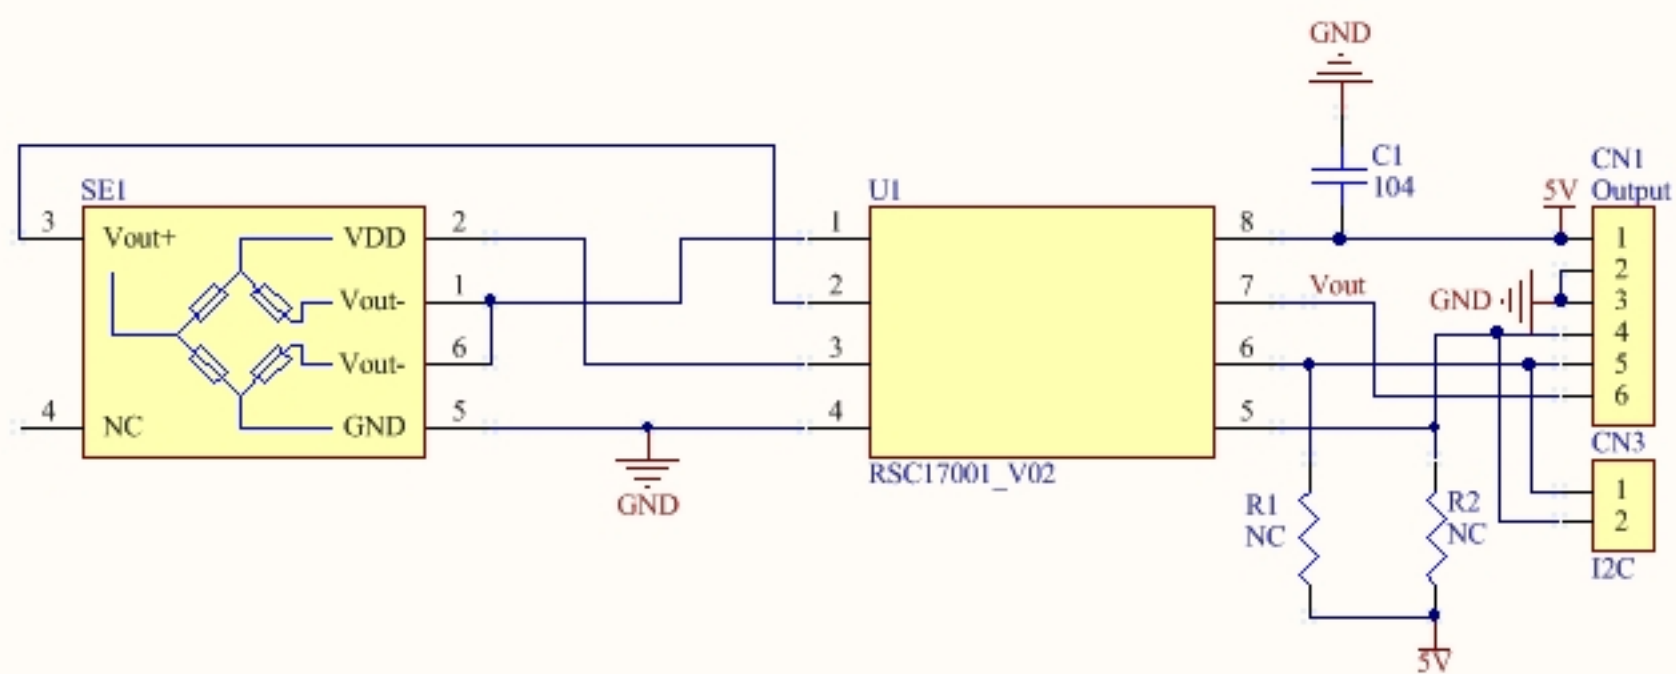 GND
C1
104
CN1
5V Output
SE1
U1
3 Vout+ VDD 2
1 8 1
2
Vout- 1
2 7 Vout
GND 3
4
Vout- 6
3 6 5
6
4 NC GND 5
4 5
GND
RSC17001_V02
CN3
R1
NC
R2
NC
1
2
I2C
5V